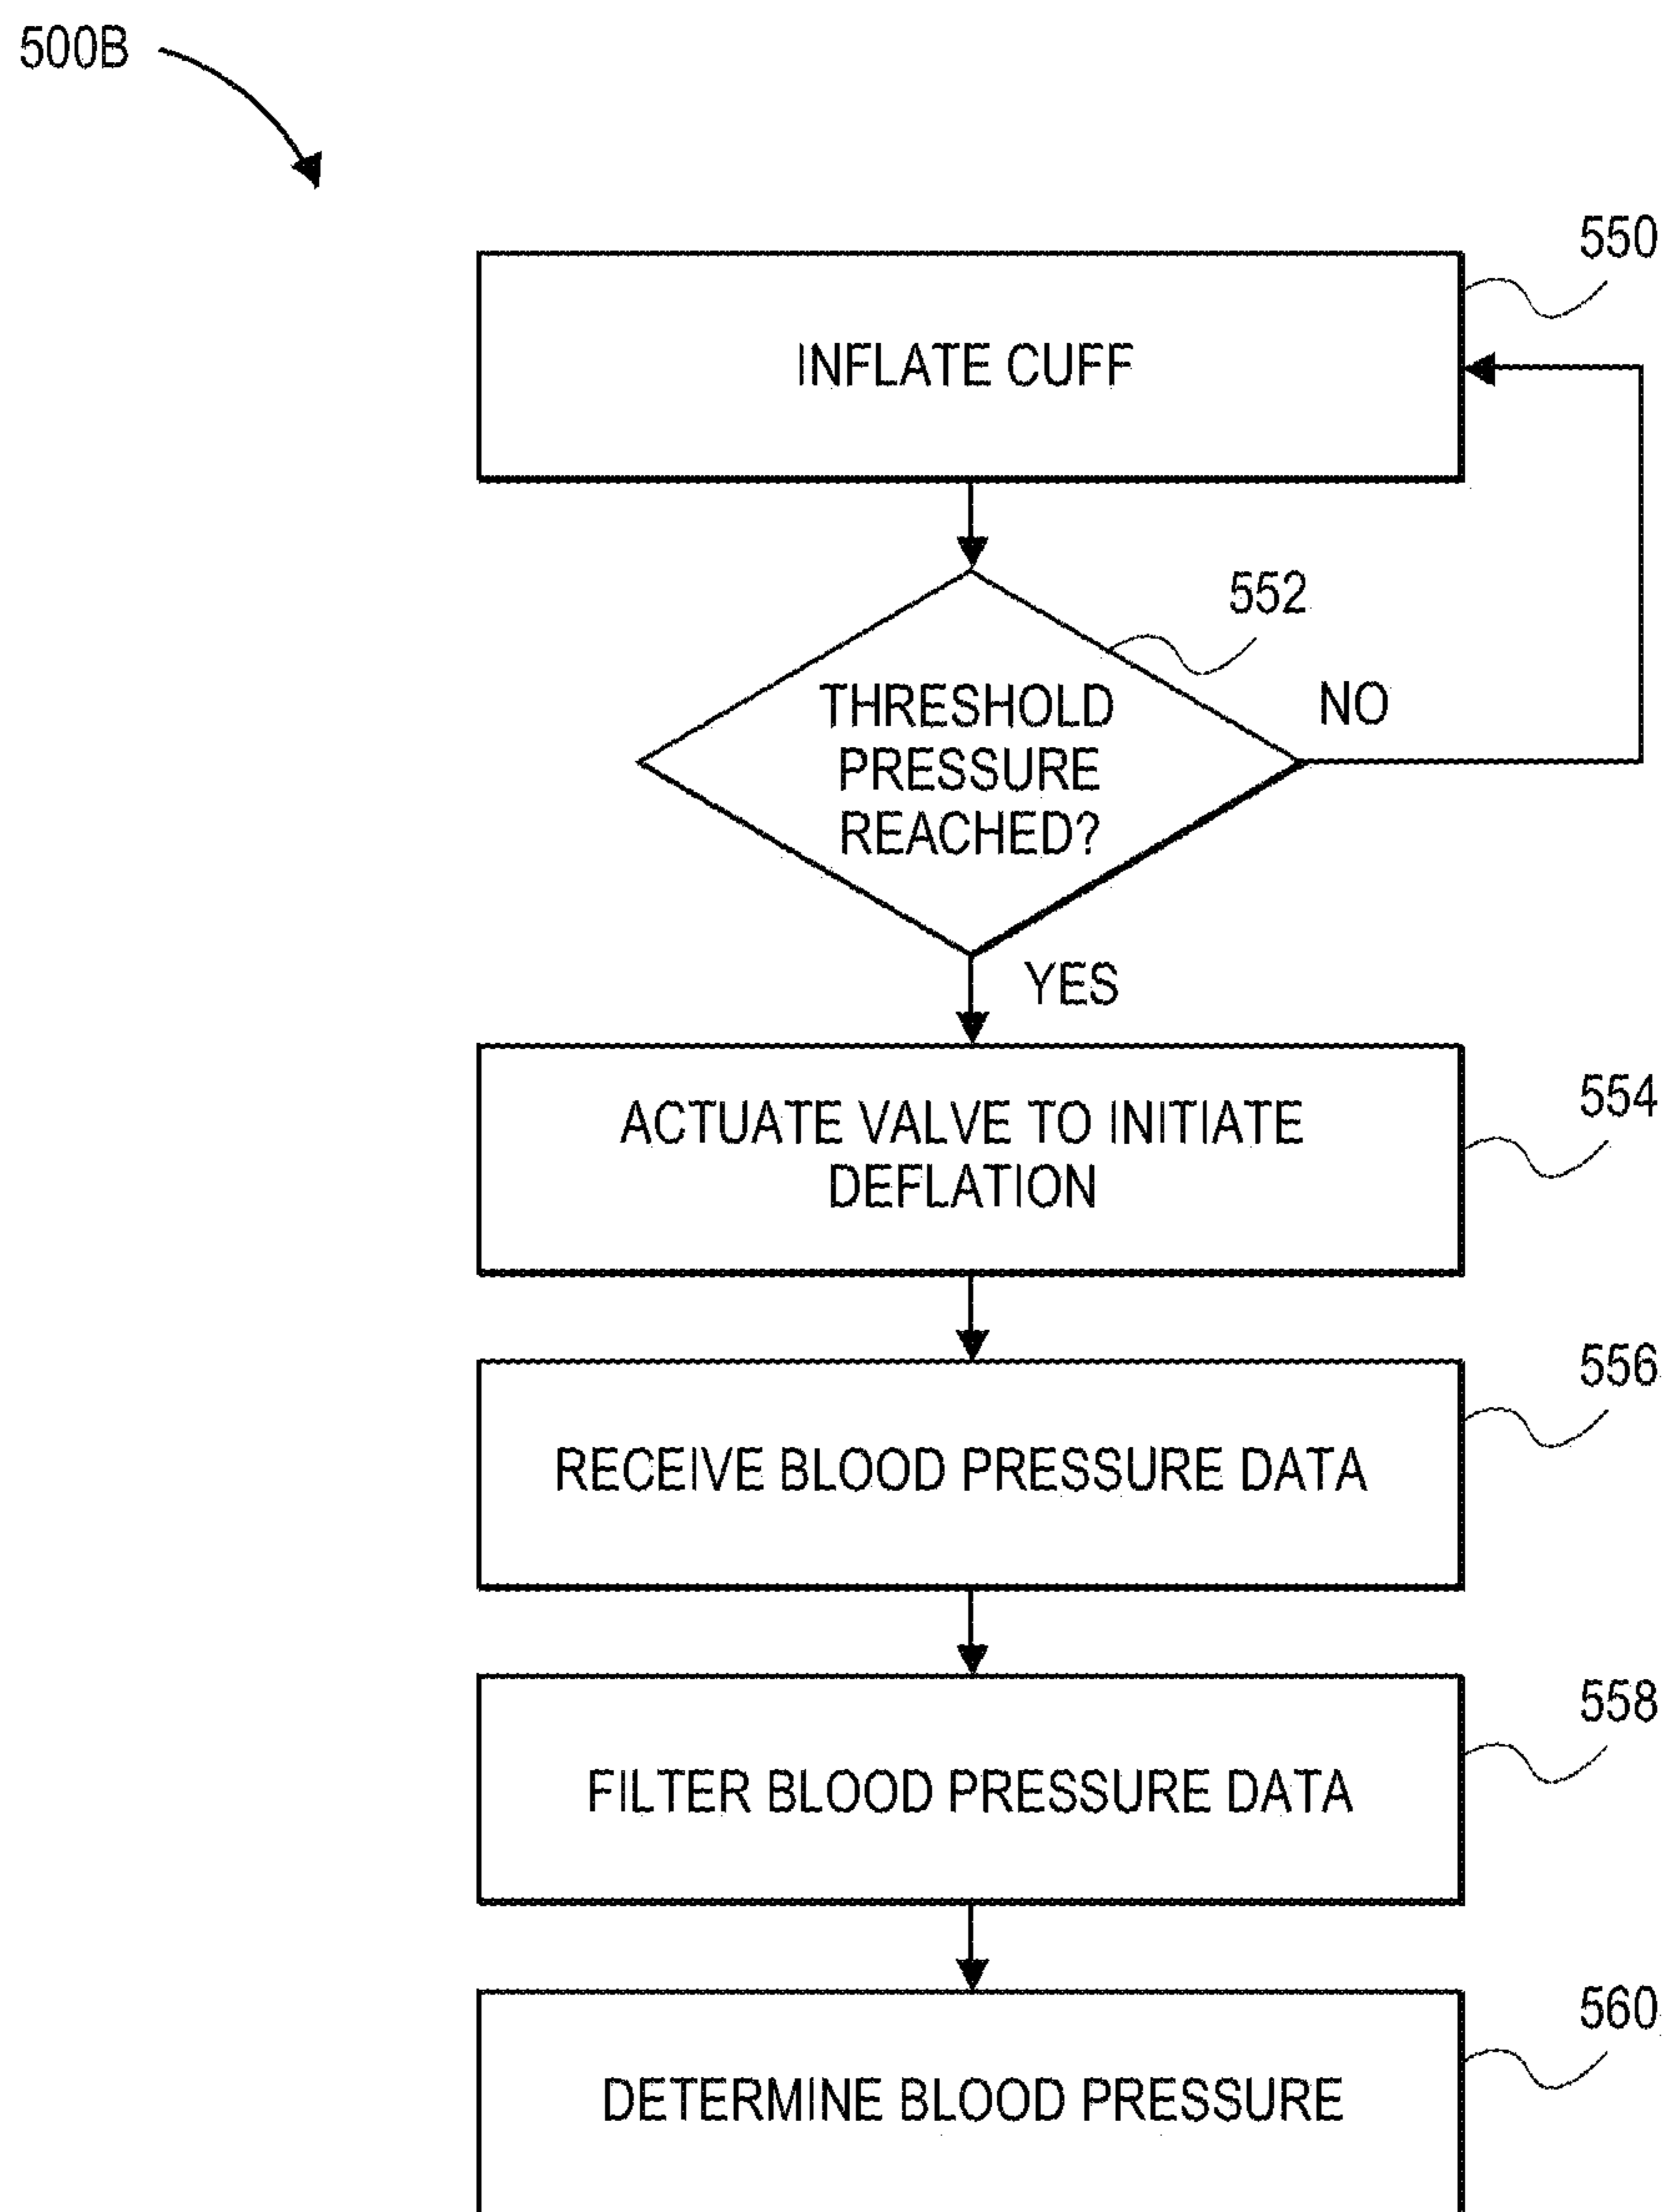 500B
550
INFLATE CUFF
552
THRESHOLD
PRESSURE
REACHED?
NO
YES
554
ACTUATE VALVE TO INITIATE
DEFLATION
556
RECEIVE BLOOD PRESSURE DATA
558
FILTER BLOOD PRESSURE DATA
560
DETERMINE BLOOD PRESSURE